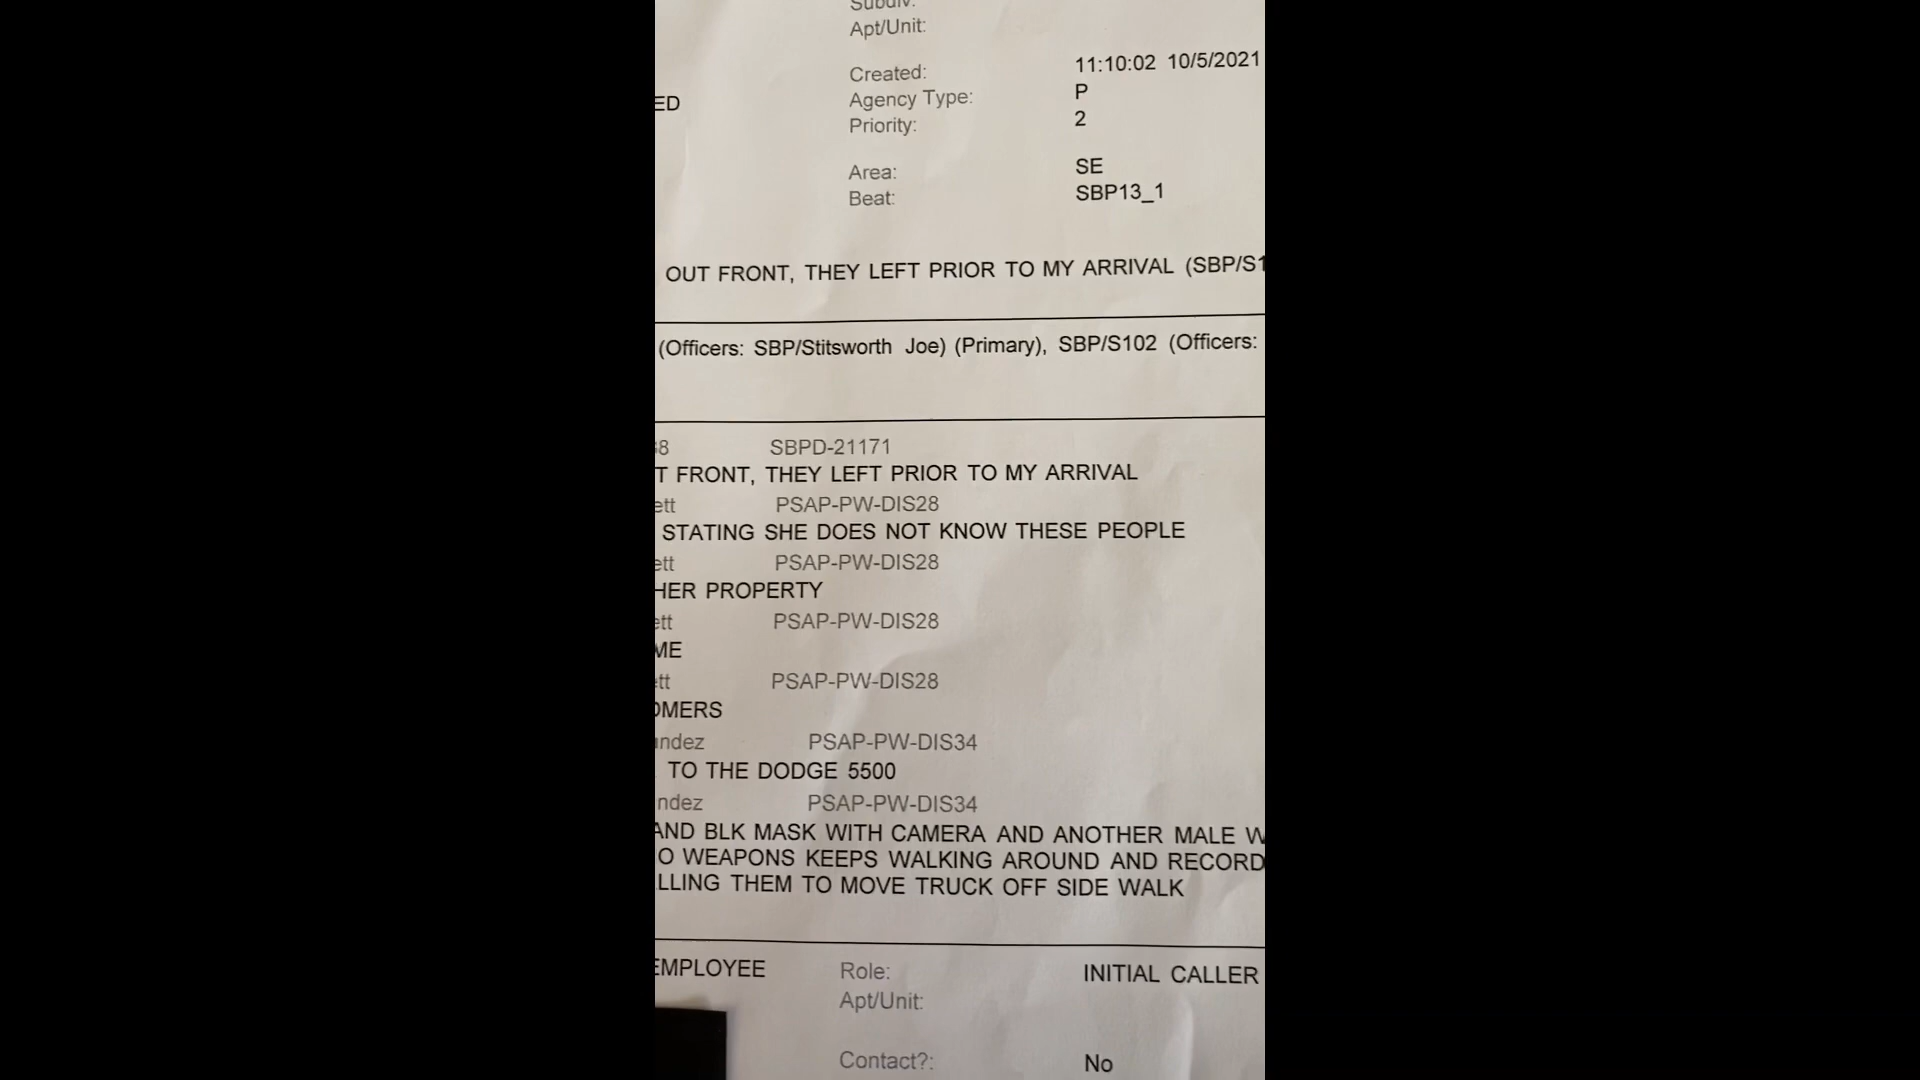 Subdiv:
Apt/Unit:
Created: 11:10:02 10/5/2021
ED Agency Type: P
Priority: 2
Area: SE
Beat: SBP13_1
OUT FRONT, THEY LEFT PRIOR TO MY ARRIVAL (SBP/S1
(Officers: SBP/Stitsworth Joe) (Primary), SBP/S102 (Officers:
8 SBPD-21171
T FRONT, THEY LEFT PRIOR TO MY ARRIVAL
ett PSAP-PW-DIS28
STATING SHE DOES NOT KNOW THESE PEOPLE
ett PSAP-PW-DIS28
HER PROPERTY
ett PSAP-PW-DIS28
ME
ett PSAP-PW-DIS28
OMERS
ndez PSAP-PW-DIS34
TO THE DODGE 5500
ndez PSAP-PW-DIS34
AND BLK MASK WITH CAMERA AND ANOTHER MALE W
O WEAPONS KEEPS WALKING AROUND AND RECORD
LLING THEM TO MOVE TRUCK OFF SIDE WALK
EMPLOYEE Role: INITIAL CALLER
Apt/Unit:
Contact?: No